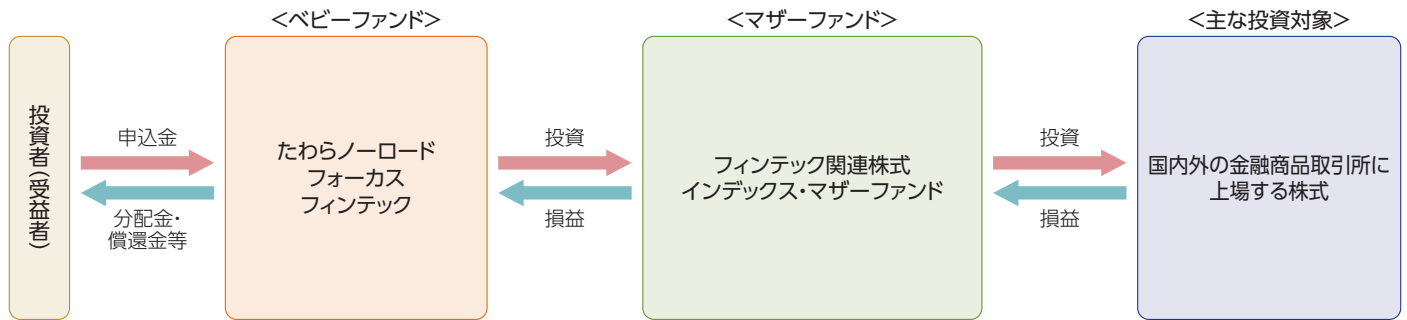 <ベビーファンド>
<マザーファンド>
<主な投資対象>
投資者(受益者)
申込金
分配金・
償還金等
たわらノーロード
フォーカス
フィンテック
投資
損益
フィンテック関連株式
インデックス・マザーファンド
投資
損益
国内外の金融商品取引所に
上場する株式